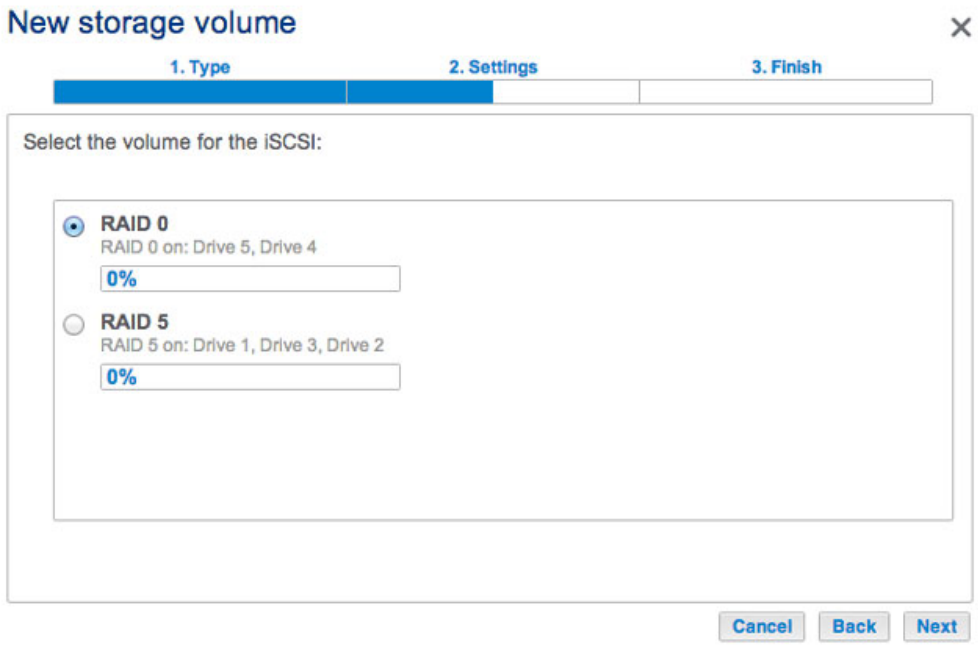 New storage volume
1. Type
2. Settings
3. Finish
Select the volume for the iSCSI:
RAID 0
RAID 0 on: Drive 5, Drive 4
0%
RAID 5
RAID 5 on: Drive 1, Drive 3, Drive 2
0%
Cancel
Back
Next